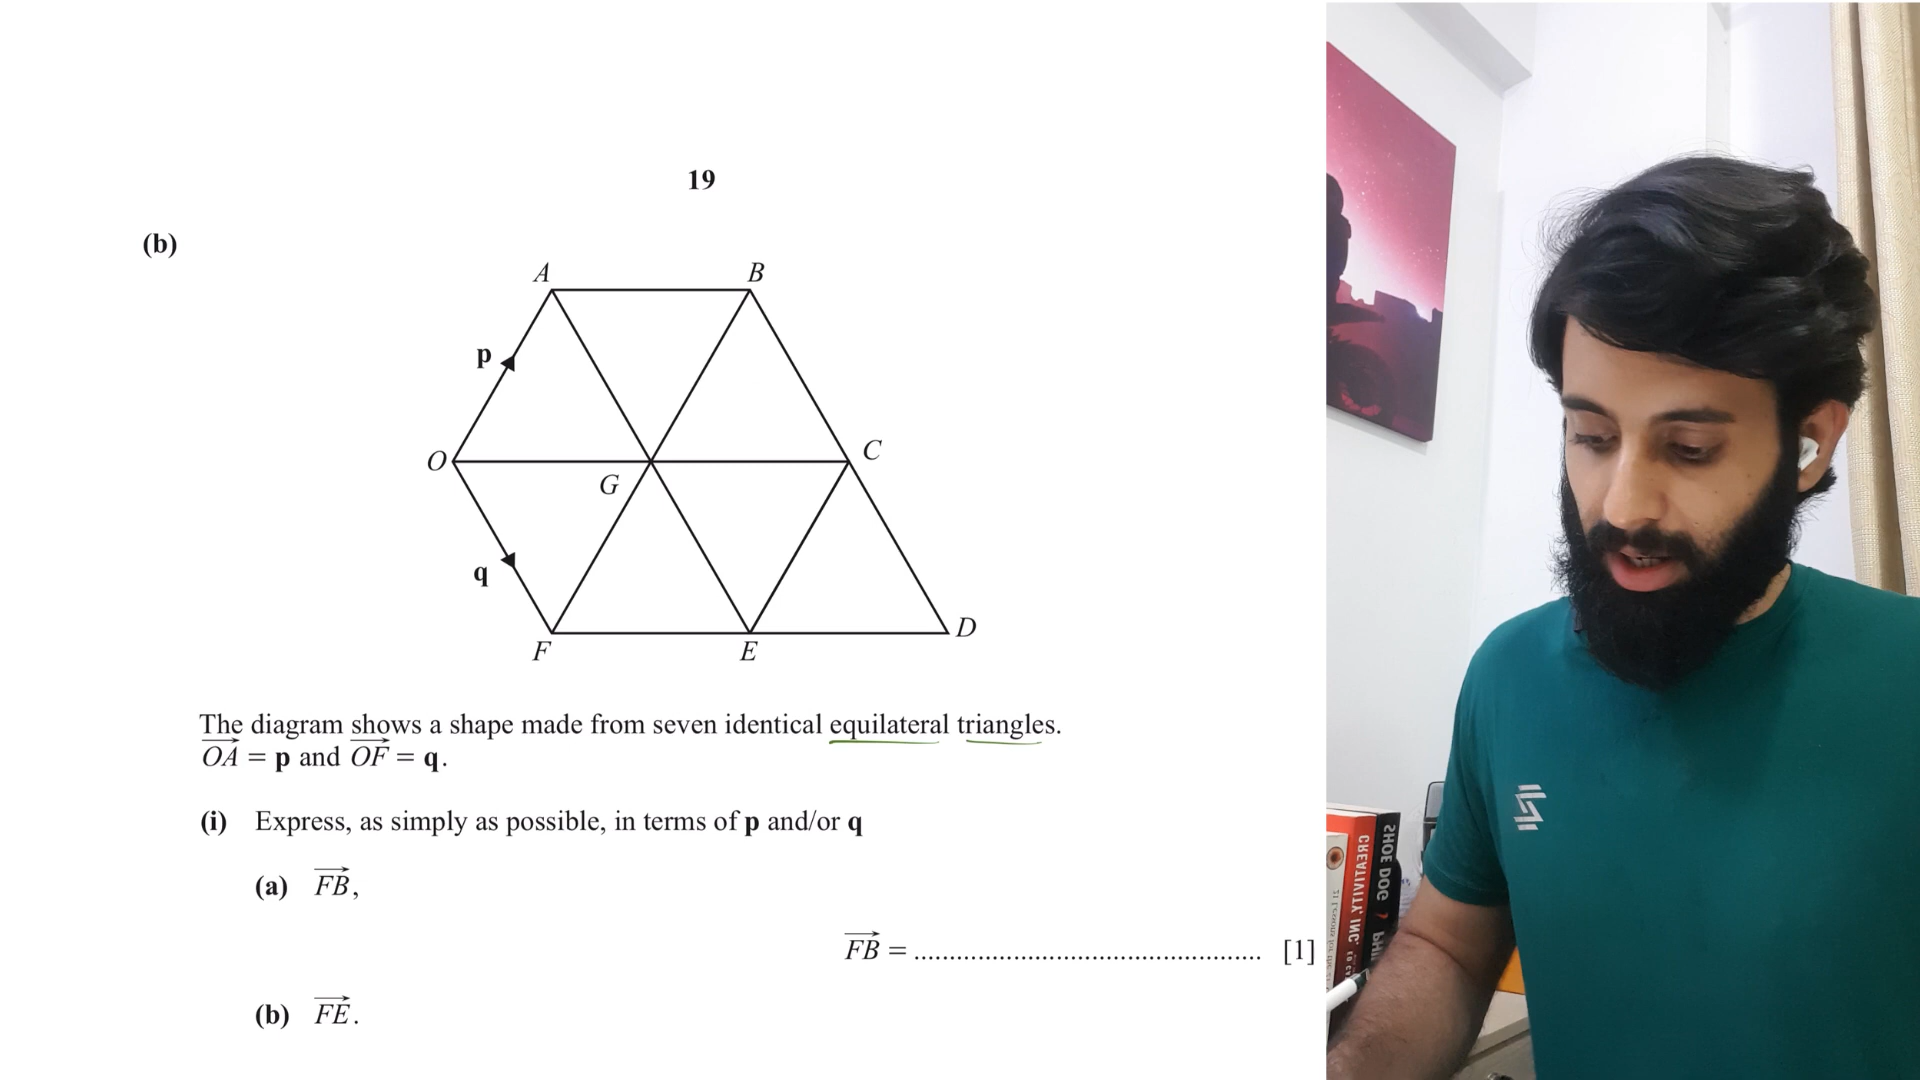 19
(b)
A
B
p
O
C
G
q
D
F
E
The diagram shows a shape made from seven identical equilateral triangles.
OA = p and OF = q.
(i) Express, as simply as possible, in terms of p and/or q
(a) FB,
FB = ................................................ [1]
(b) FE.
SHOE DOG
CREATIVITY, INC.